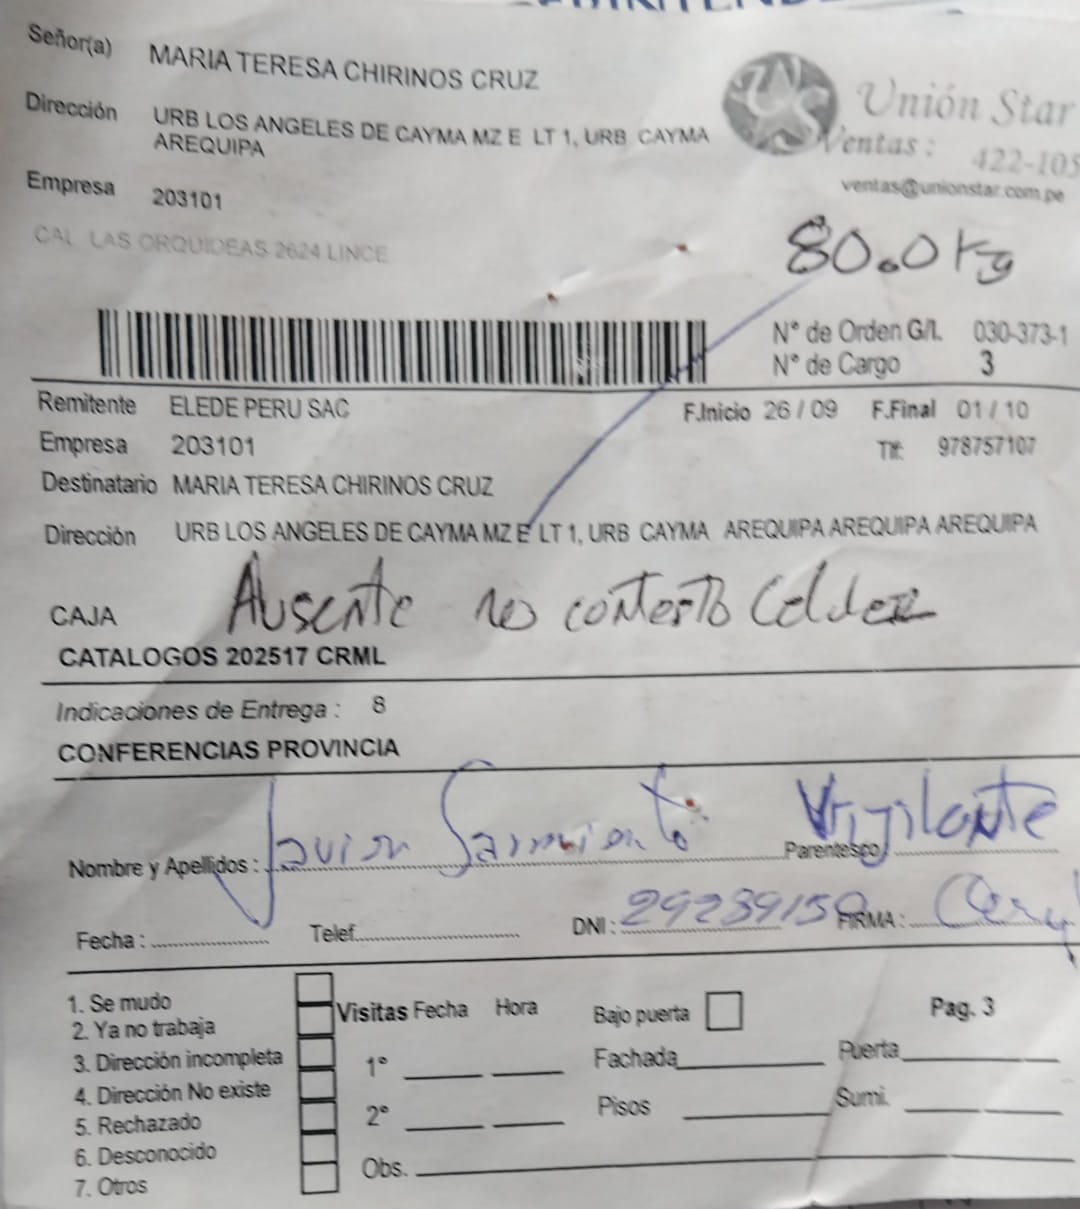 Señor(a) MARIA TERESA CHIRINOS CRUZ
Unión Star
Dirección URB LOS ANGELES DE CAYMA MZ E LT 1, URB CAYMA
AREQUIPA
Ventas : 422-105
ventas@unionstar.com.pe
Empresa 203101
CAL LAS ORQUIDEAS 2624 LINCE
80.0 Kg
N° de Orden G/L 030-373-1
N° de Cargo 3
Remitente ELEDE PERU SAC F.Inicio 26 / 09 F.Final 01 / 10
Empresa 203101 Tlf: 978757107
Destinatario MARIA TERESA CHIRINOS CRUZ
Dirección URB LOS ANGELES DE CAYMA MZ E LT 1, URB CAYMA AREQUIPA AREQUIPA AREQUIPA
CAJA Ausente no contesto
CATALOGOS 202517 CRML
Indicaciones de Entrega : 8
CONFERENCIAS PROVINCIA
Nombre y Apellidos : Javier Sarmiento Parentesco Vigilante
Fecha : Telef. DNI : 29239150 FIRMA :
1. Se mudo
2. Ya no trabaja
3. Dirección incompleta
4. Dirección No existe
5. Rechazado
6. Desconocido
7. Otros
Visitas Fecha Hora
1°
2°
Obs.
Bajo puerta Pag. 3
Fachada Puerta
Pisos Sumi.